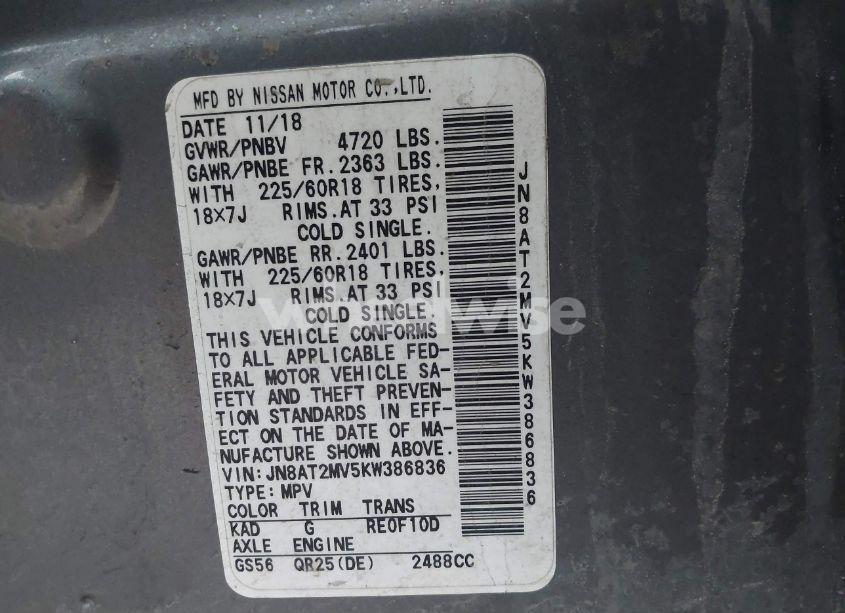 MFD BY NISSAN MOTOR CO.,LTD.
DATE 11/18
GVWR/PNBV 4720 LBS.
GAWR/PNBE FR.2363 LBS.
WITH 225/60R18 TIRES,
18×7J RIMS.AT 33 PSI
COLD SINGLE.
GAWR/PNBE RR.2401 LBS.
WITH 225/60R18 TIRES,
18×7J RIMS.AT 33 PSI
COLD SINGLE.
THIS VEHICLE CONFORMS
TO ALL APPLICABLE FED-
ERAL MOTOR VEHICLE SA-
FETY AND THEFT PREVEN-
TION STANDARDS IN EFF-
ECT ON THE DATE OF MA-
NUFACTURE SHOWN ABOVE.
VIN:JN8AT2MV5KW386836
TYPE:MPV
COLOR TRIM TRANS
KAD G RE0F10D
AXLE ENGINE
GS56 QR25(DE) 2488CC
JN8AT2MV5KW386836